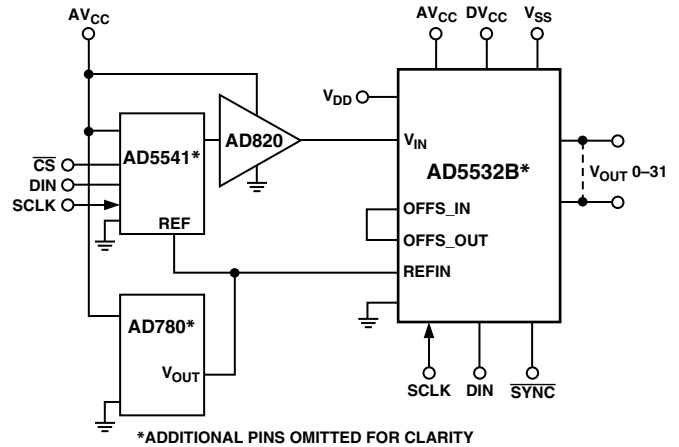 AVCC
AVCC DVCC VSS
VDD
AD820
AD5541*
VIN
CS
DIN
SCLK
REF
AD5532B*
VOUT 0–31
OFFS_IN
OFFS_OUT
REFIN
AD780*
VOUT
SCLK DIN SYNC
*ADDITIONAL PINS OMITTED FOR CLARITY